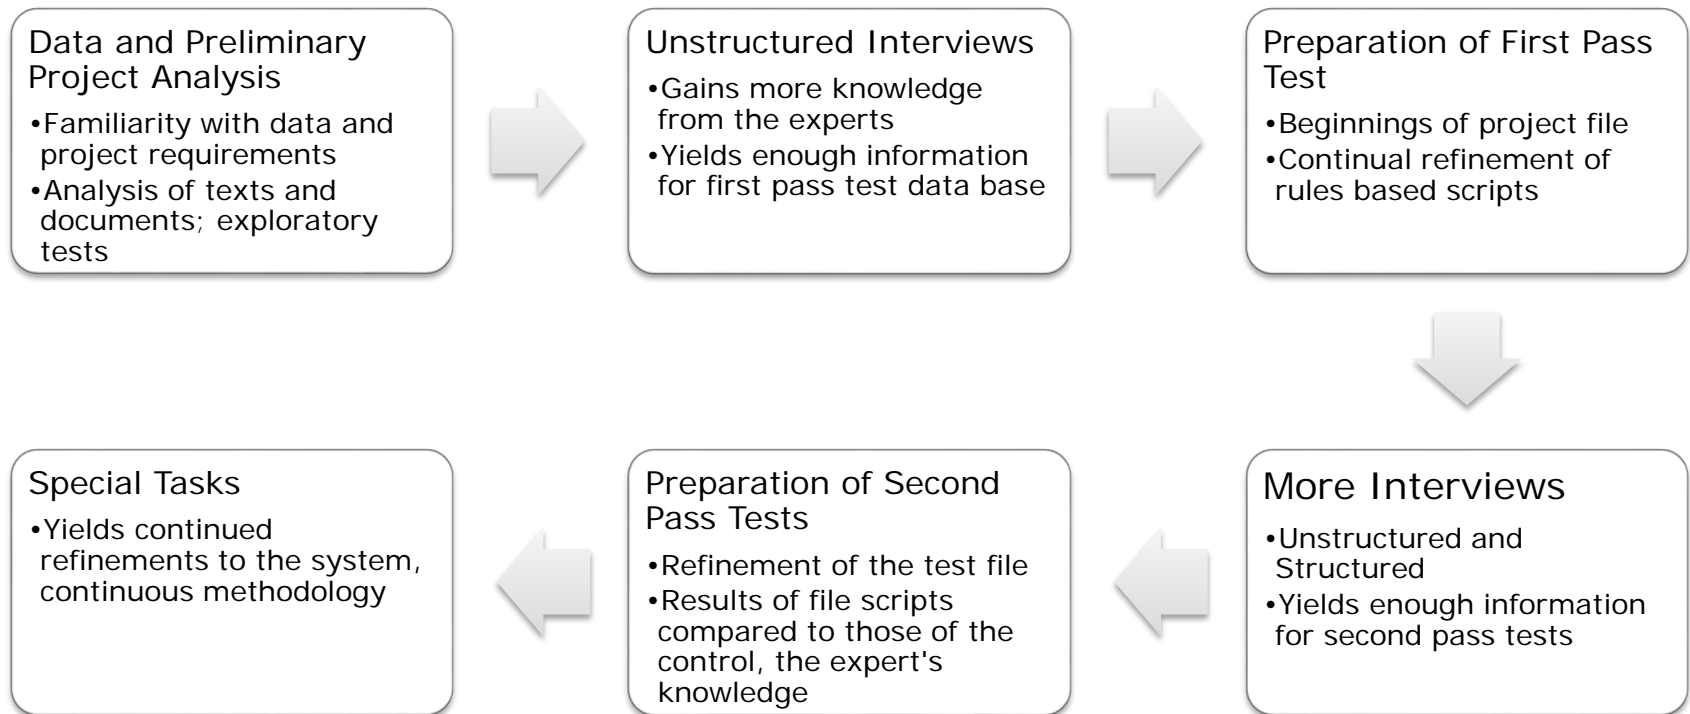 Data and Preliminary
Project Analysis
•Familiarity with data and
project requirements
•Analysis of texts and
documents; exploratory
tests
Unstructured Interviews
•Gains more knowledge
from the experts
•Yields enough information
for first pass test data base
Preparation of First Pass
Test
•Beginnings of project file
•Continual refinement of
rules based scripts
More Interviews
•Unstructured and
Structured
•Yields enough information
for second pass tests
Preparation of Second
Pass Tests
•Refinement of the test file
•Results of file scripts
compared to those of the
control, the expert's
knowledge
Special Tasks
•Yields continued
refinements to the system,
continuous methodology